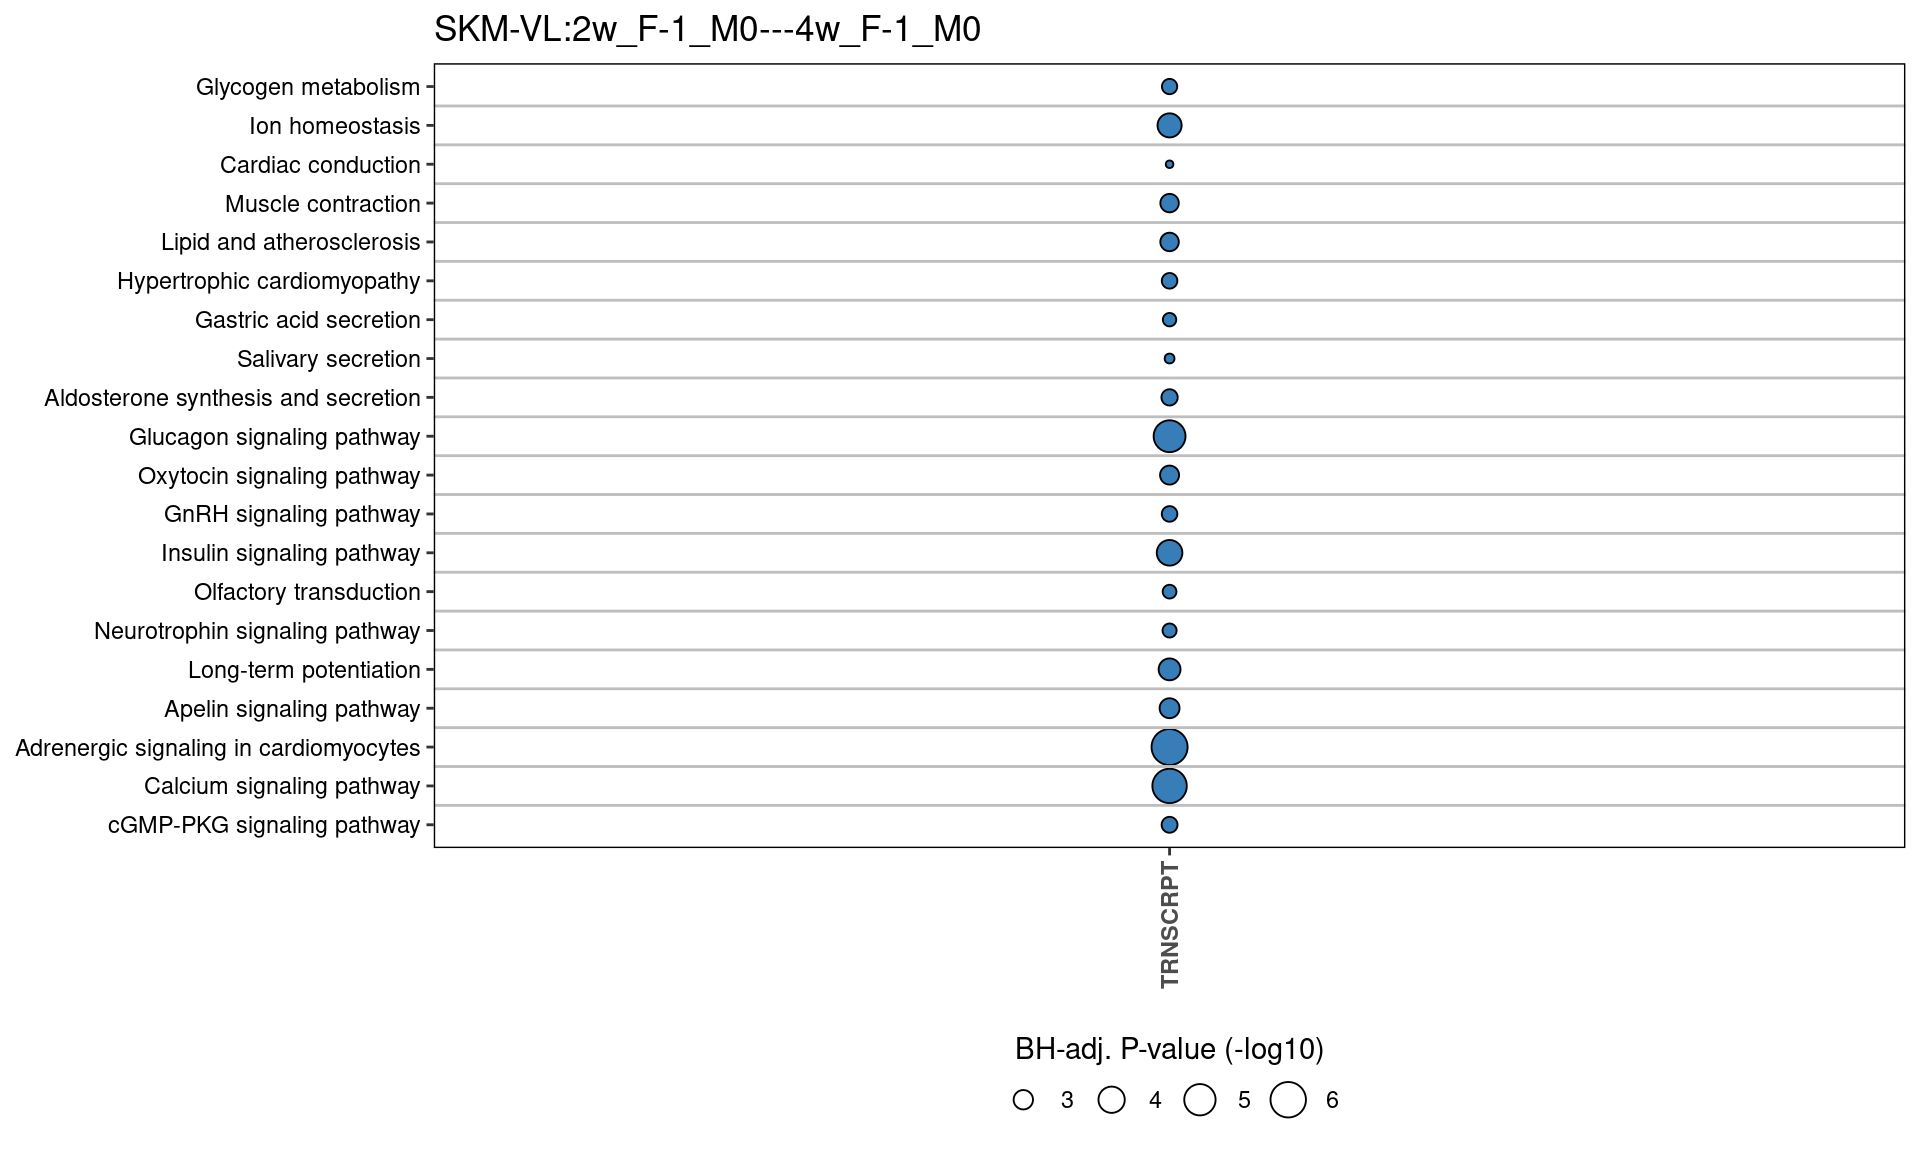 SKM-VL:2w_F-1_M0---4w_F-1_M0
Glycogen metabolism
Ion homeostasis
Cardiac conduction
Muscle contraction
Lipid and atherosclerosis
Hypertrophic cardiomyopathy
Gastric acid secretion
Salivary secretion
Aldosterone synthesis and secretion
Glucagon signaling pathway
Oxytocin signaling pathway
GnRH signaling pathway
Insulin signaling pathway
Olfactory transduction
Neurotrophin signaling pathway
Long-term potentiation
Apelin signaling pathway
Adrenergic signaling in cardiomyocytes
Calcium signaling pathway
cGMP-PKG signaling pathway
TRNSCRPT
BH-adj. P-value (-log10)
3 4 5 6